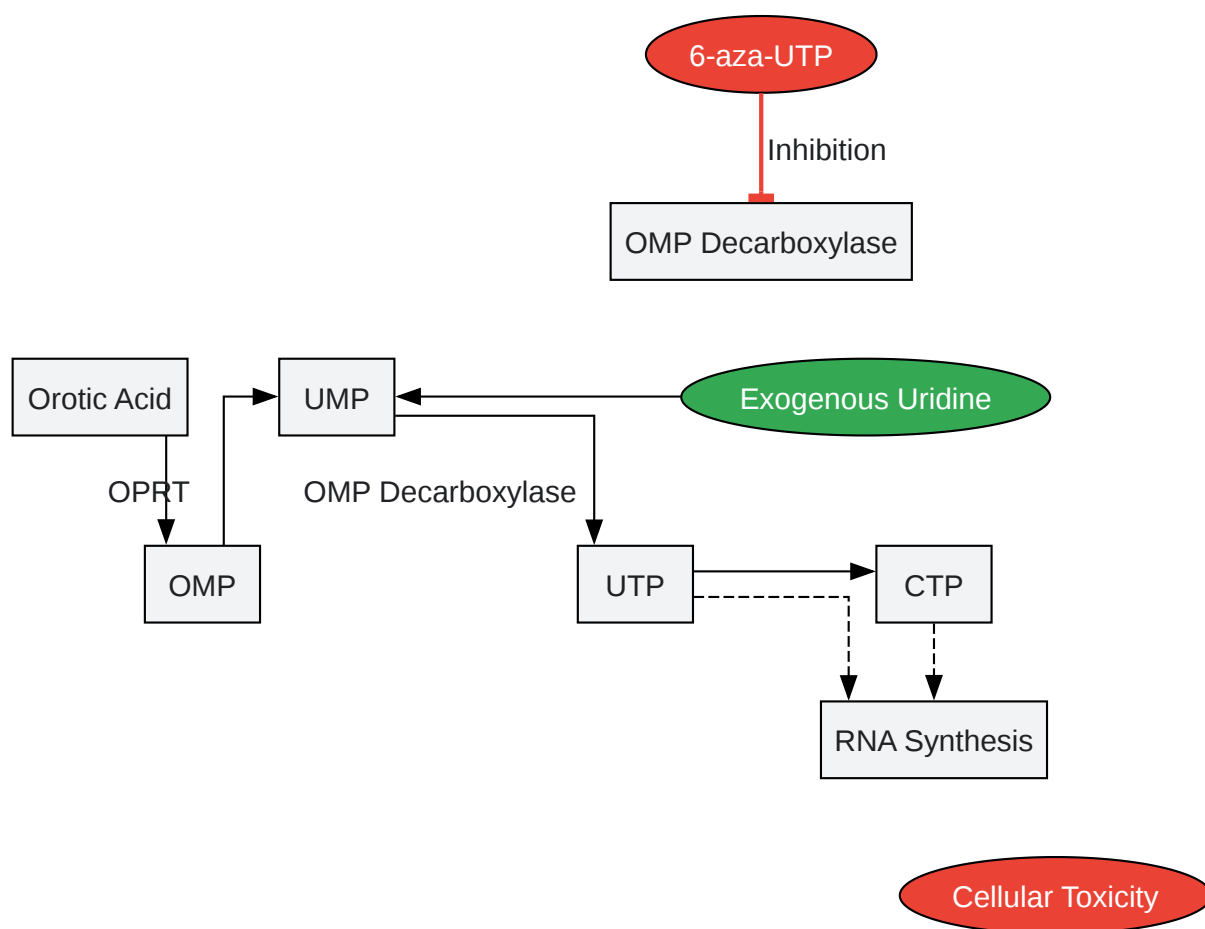 6-aza-UTP
Inhibition
OMP Decarboxylase
Orotic Acid
UMP
Exogenous Uridine
OPRT
OMP Decarboxylase
OMP
UTP
CTP
RNA Synthesis
Cellular Toxicity